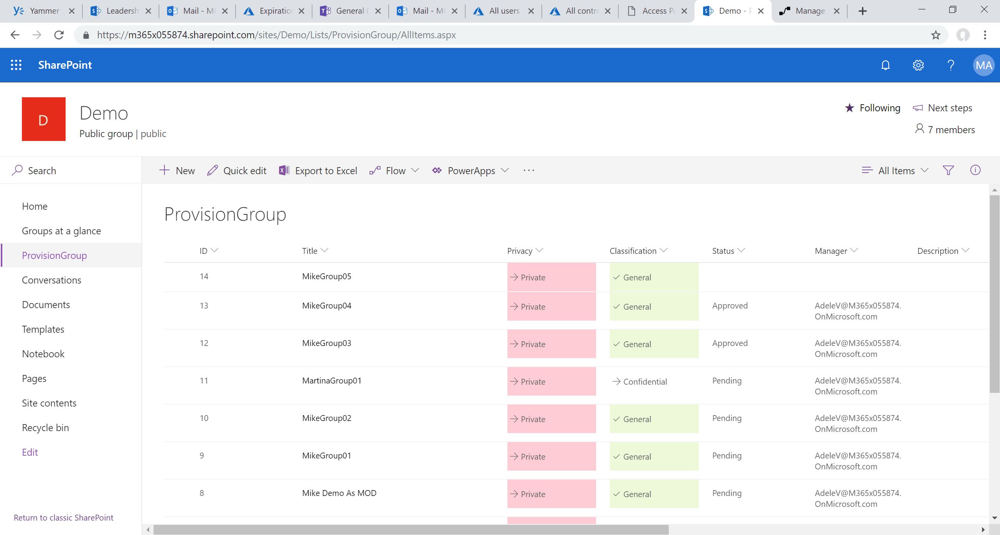 Yammer
Leadersh
Mail - MO
Expiratio
General (
Mail - MO
All users
All contro
Access Pa
Demo - P
Manage
https://m365x055874.sharepoint.com/sites/Demo/Lists/ProvisionGroup/AllItems.aspx
SharePoint
MA
D
Demo
Public group | public
Following
Next steps
7 members
Search
New
Quick edit
Export to Excel
Flow
PowerApps
All Items
Home
Groups at a glance
ProvisionGroup
Conversations
Documents
Templates
Notebook
Pages
Site contents
Recycle bin
Edit
Return to classic SharePoint
ProvisionGroup
ID Title Privacy Classification Status Manager Description
14 MikeGroup05 Private General
13 MikeGroup04 Private General Approved AdeleV@M365x055874.
OnMicrosoft.com
12 MikeGroup03 Private General Approved AdeleV@M365x055874.
OnMicrosoft.com
11 MartinaGroup01 Private Confidential Pending AdeleV@M365x055874.
OnMicrosoft.com
10 MikeGroup02 Private General Pending AdeleV@M365x055874.
OnMicrosoft.com
9 MikeGroup01 Private General Pending AdeleV@M365x055874.
OnMicrosoft.com
8 Mike Demo As MOD Private General Pending AdeleV@M365x055874.
OnMicrosoft.com